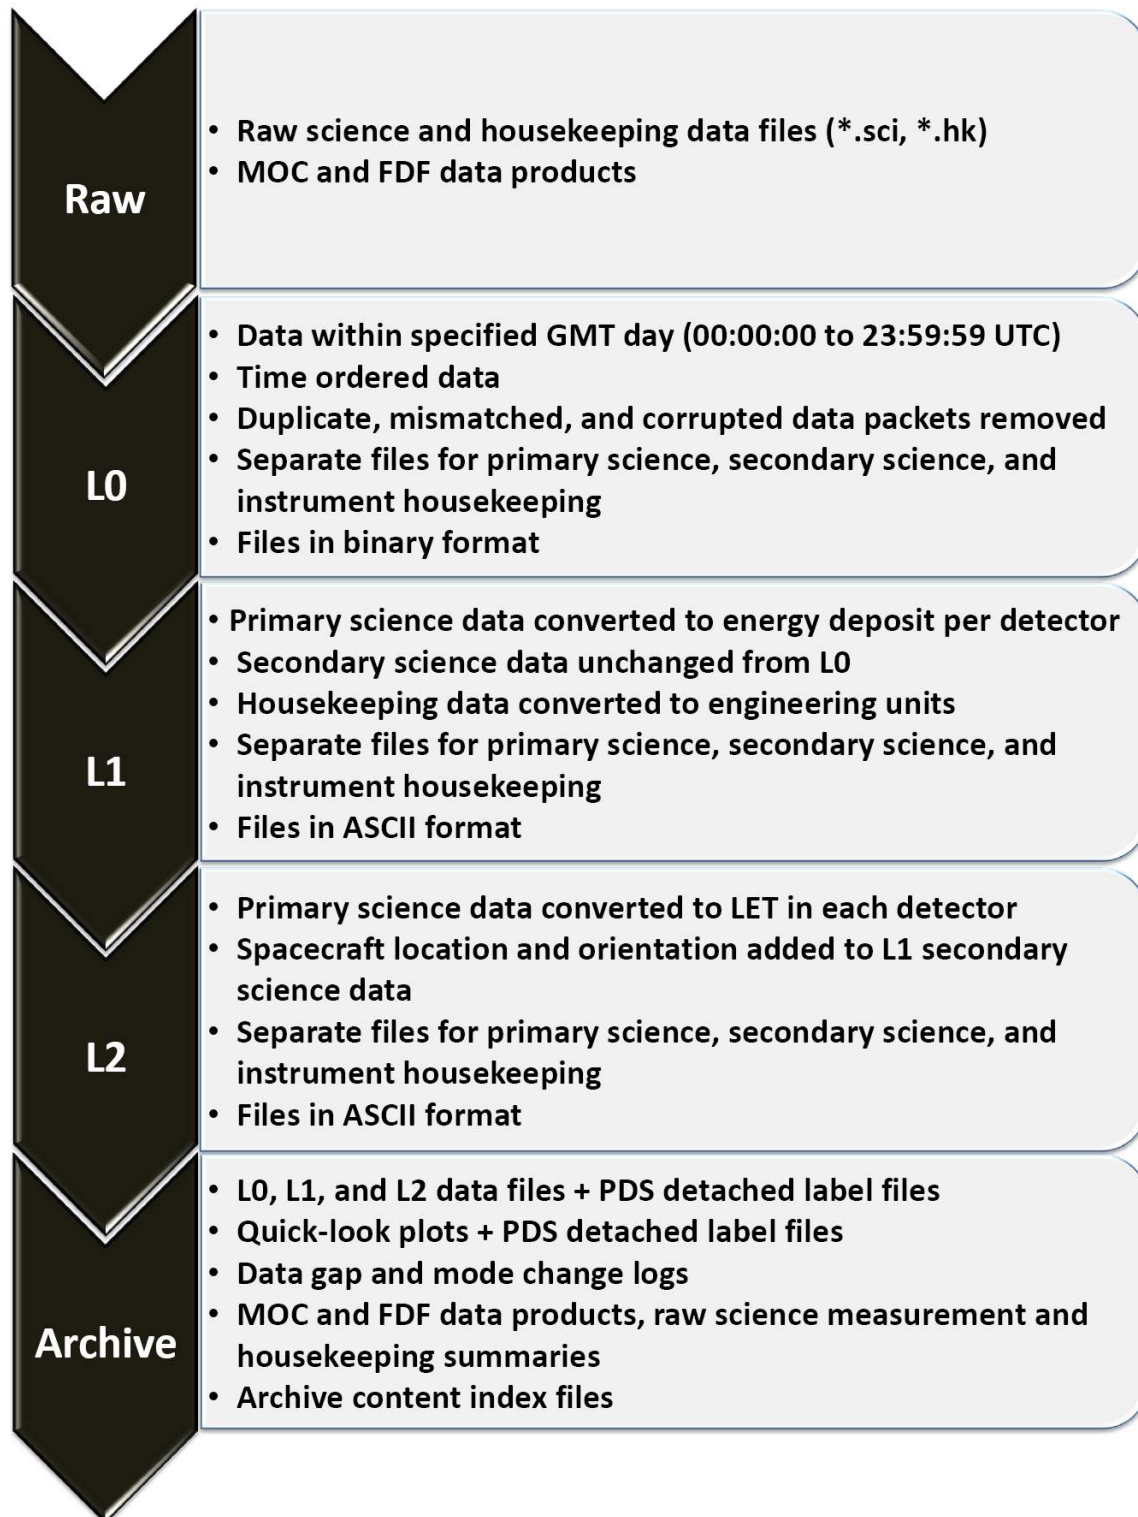 Raw
• Raw science and housekeeping data files (*.sci, *.hk)
• MOC and FDF data products
L0
• Data within specified GMT day (00:00:00 to 23:59:59 UTC)
• Time ordered data
• Duplicate, mismatched, and corrupted data packets removed
• Separate files for primary science, secondary science, and
instrument housekeeping
• Files in binary format
L1
• Primary science data converted to energy deposit per detector
• Secondary science data unchanged from L0
• Housekeeping data converted to engineering units
• Separate files for primary science, secondary science, and
instrument housekeeping
• Files in ASCII format
L2
• Primary science data converted to LET in each detector
• Spacecraft location and orientation added to L1 secondary
science data
• Separate files for primary science, secondary science, and
instrument housekeeping
• Files in ASCII format
Archive
• L0, L1, and L2 data files + PDS detached label files
• Quick-look plots + PDS detached label files
• Data gap and mode change logs
• MOC and FDF data products, raw science measurement and
housekeeping summaries
• Archive content index files